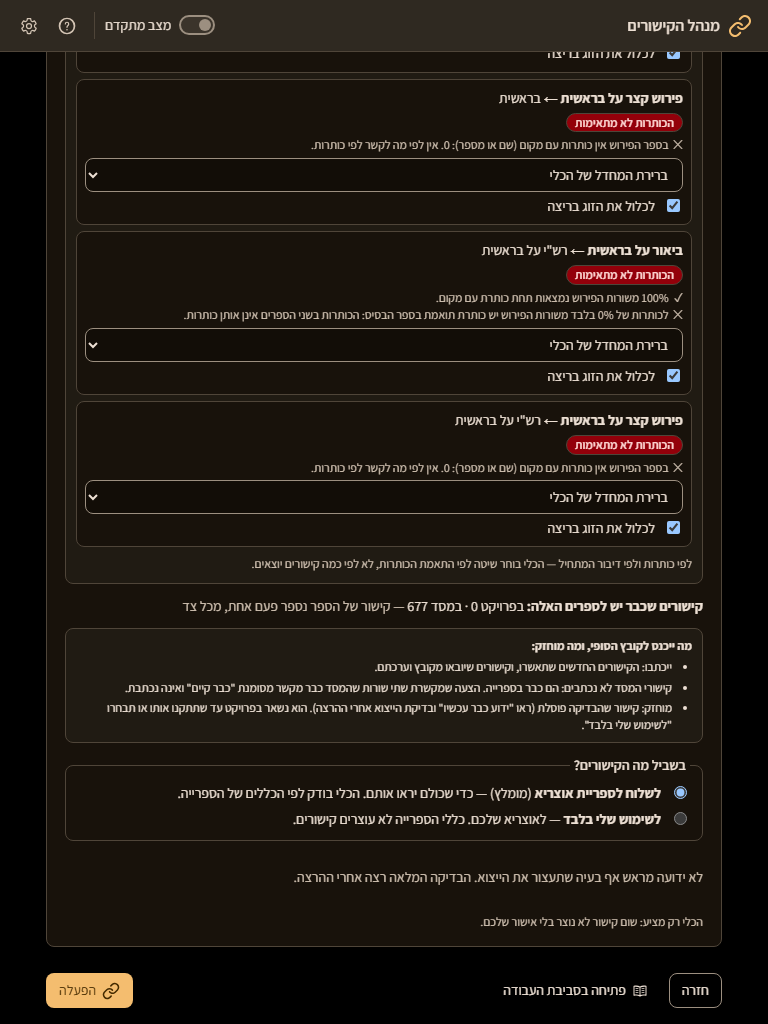 מנהל הקישורים
מצב מתקדם
לכלול את הזוג בריצה
פירוש קצר על בראשית ← בראשית
הכותרות לא מתאימות
✕ בספר הפירוש אין כותרות עם מקום (שם או מספר): 0. אין לפי מה לקשר לפי כותרות.
ברירת המחדל של הכלי
לכלול את הזוג בריצה
ביאור על בראשית ← רש"י על בראשית
הכותרות לא מתאימות
✓ 100% משורות הפירוש נמצאות תחת כותרת עם מקום.
✕ לכותרות של 0% בלבד משורות הפירוש יש כותרת תואמת בספר הבסיס: הכותרות בשני הספרים אינן אותן כותרות.
ברירת המחדל של הכלי
לכלול את הזוג בריצה
פירוש קצר על בראשית ← רש"י על בראשית
הכותרות לא מתאימות
✕ בספר הפירוש אין כותרות עם מקום (שם או מספר): 0. אין לפי מה לקשר לפי כותרות.
ברירת המחדל של הכלי
לכלול את הזוג בריצה
לפי כותרות ולפי דיבור המתחיל — הכלי בוחר שיטה לפי התאמת הכותרות, לא לפי כמה קישורים יוצאים.
קישורים שכבר יש לספרים האלה: בפרויקט 0 · במסד 677 — קישור של הספר נספר פעם אחת, מכל צד
מה ייכנס לקובץ הסופי, ומה מוחזק:
• ייכתבו: הקישורים החדשים שתאשרו, וקישורים שיובאו מקובץ וערכתם.
• קישורי המסד לא נכתבים: הם כבר בספרייה. הצעה שמקשרת שתי שורות שהמסד כבר מקשר מסומנת "כבר קיים" ואינה נכתבת.
• מוחזק: קישור שהבדיקה פוסלת (ראו "ידוע כבר עכשיו" ובדיקת הייצוא אחרי ההרצה). הוא נשאר בפרויקט עד שתתקנו אותו או תבחרו
"לשימוש שלי בלבד".
בשביל מה הקישורים?
לשלוח לספריית אוצריא (מומלץ) — כדי שכולם יראו אותם. הכלי בודק לפי הכללים של הספרייה.
לשימוש שלי בלבד — לאוצריא שלכם. כללי הספרייה לא עוצרים קישורים.
לא ידועה מראש אף בעיה שתעצור את הייצוא. הבדיקה המלאה רצה אחרי ההרצה.
הכלי רק מציע: שום קישור לא נוצר בלי אישור שלכם.
חזרה
פתיחה בסביבת העבודה
הפעלה